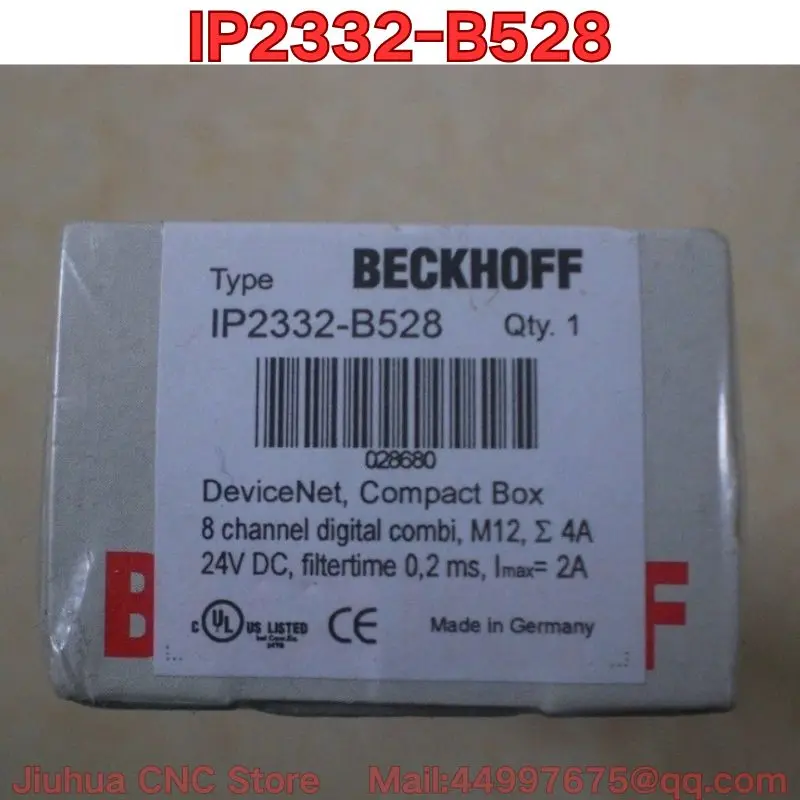 IP2332-B528
Type BECKHOFF
IP2332-B528 Qty. 1
028680
DeviceNet, Compact Box
8 channel digital combi, M12, Σ 4A
24V DC, filtertime 0,2 ms, Imax= 2A
B F
C UL US LISTED CE Made in Germany
Jiuhua CNC Store Mail:44997675@qq.com